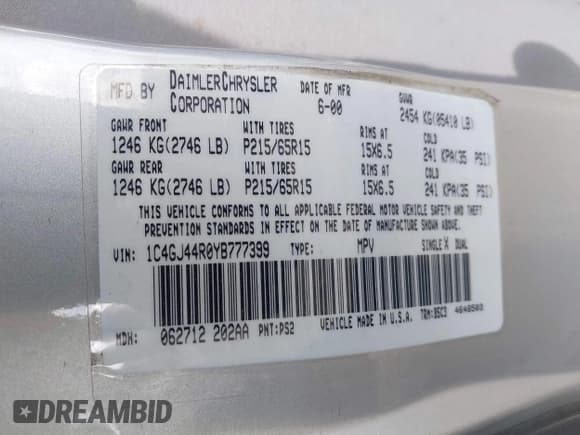 MFD BY DAIMLERCHRYSLER CORPORATION DATE OF MFR 6-00 GVWR 2454 KG(05410 LB)
GAWR FRONT WITH TIRES RIMS AT COLD
1246 KG(2746 LB) P215/65R15 15X6.5 241 KPA(35 PSI)
GAWR REAR WITH TIRES RIMS AT COLD
1246 KG(2746 LB) P215/65R15 15X6.5 241 KPA(35 PSI)
THIS VEHICLE CONFORMS TO ALL APPLICABLE FEDERAL MOTOR VEHICLE SAFETY AND THEFT
PREVENTION STANDARDS IN EFFECT ON THE DATE OF MANUFACTURE SHOWN ABOVE.
VIN: 1C4GJ44R0YB777399 TYPE: MPV SINGLE X DUAL
MDH: 062712 202AA PNT:PS2 VEHICLE MADE IN U.S.A. TRM:B5C3 4648503
DREAMBID